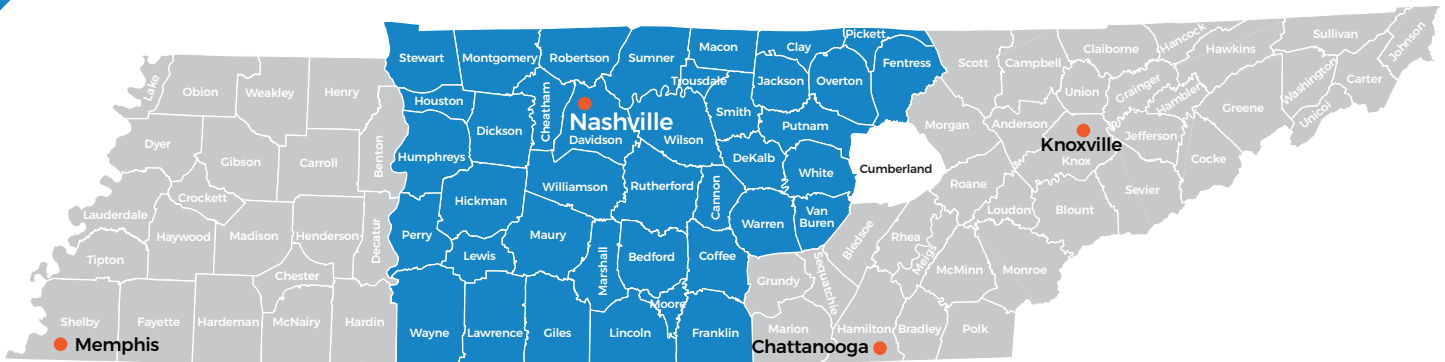 Stewart
Montgomery
Robertson
Sumner
Macon
Clay
Pickett
Fentress
Scott
Campbell
Claiborne
Hancock
Hawkins
Sullivan
Johnson
Lake
Obion
Weakley
Henry
Houston
Cheatham
Trousdale
Jackson
Overton
Union
Grainger
Hamblen
Washington
Carter
Unicoi
Greene
Dickson
Nashville
Davidson
Wilson
Smith
Putnam
Morgan
Anderson
Knoxville
Knox
Jefferson
Cocke
Dyer
Gibson
Carroll
Benton
Humphreys
DeKalb
White
Cumberland
Crockett
Williamson
Rutherford
Cannon
Roane
Loudon
Blount
Sevier
Lauderdale
Haywood
Madison
Henderson
Decatur
Hickman
Perry
Lewis
Maury
Marshall
Bedford
Coffee
Warren
Van
Buren
Bledsoe
Rhea
Meigs
McMinn
Monroe
Tipton
Chester
Moore
Grundy
Sequatchie
Shelby
Fayette
Hardeman
McNairy
Hardin
Wayne
Lawrence
Giles
Lincoln
Franklin
Marion
Hamilton
Bradley
Polk
Memphis
Chattanooga